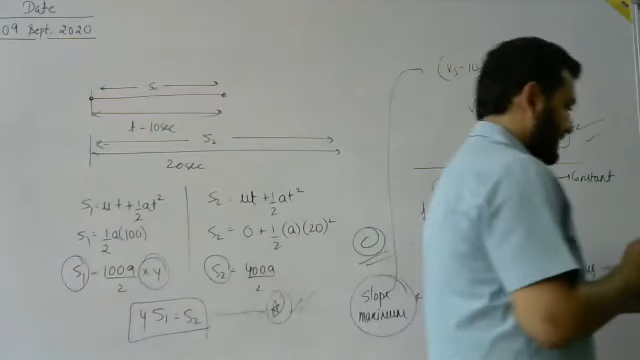 Date
09 Sept. 2020
S₁
t = 10sec
S₂
20sec
S₁ = ut + 1/2 at²
S₁ = 1/2 a(100)
S₁ = 100a/2 × 4
S₂ = ut + 1/2 at²
S₂ = 0 + 1/2 (a)(20)²
S₂ = 400a/2
4 S₁ = S₂
Slope
maximum
→ Constant